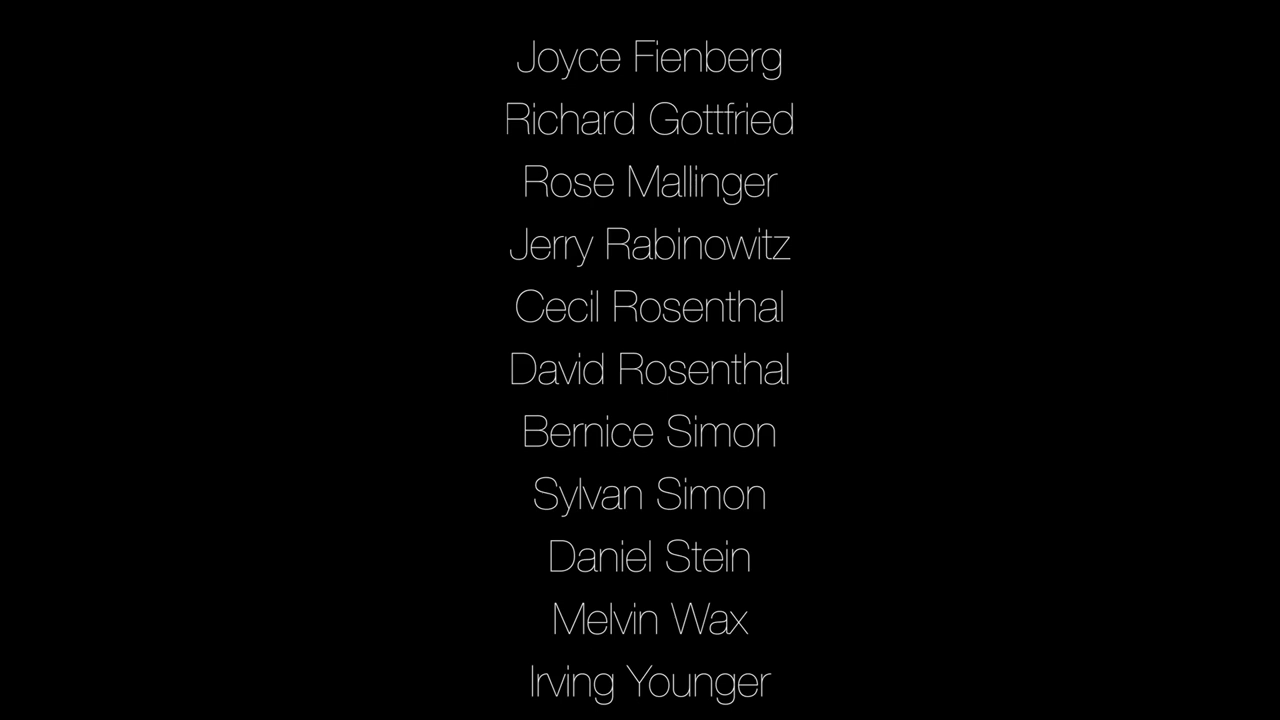 Joyce Fienberg
Richard Gottfried
Rose Mallinger
Jerry Rabinowitz
Cecil Rosenthal
David Rosenthal
Bernice Simon
Sylvan Simon
Daniel Stein
Melvin Wax
Irving Younger